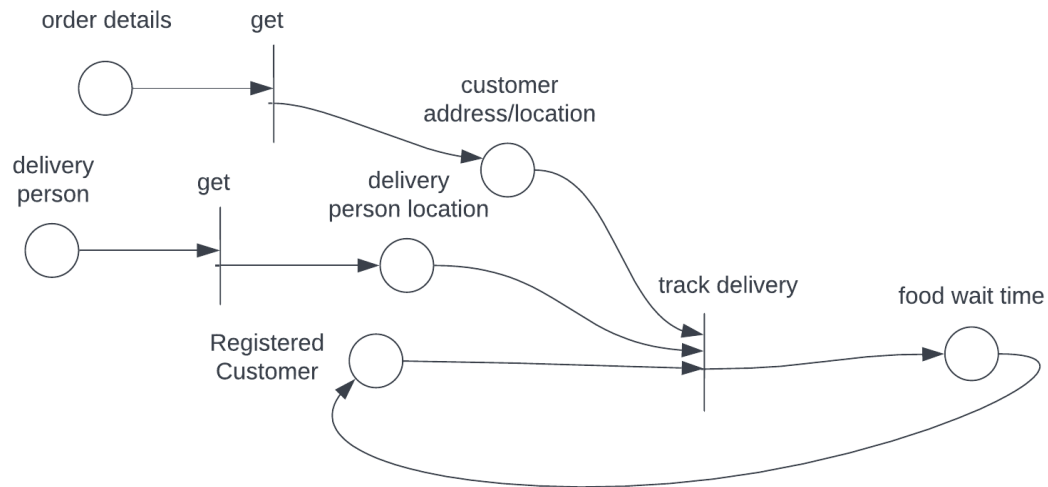 order details
get
customer
address/location
delivery
person
get
delivery
person location
track delivery
food wait time
Registered
Customer